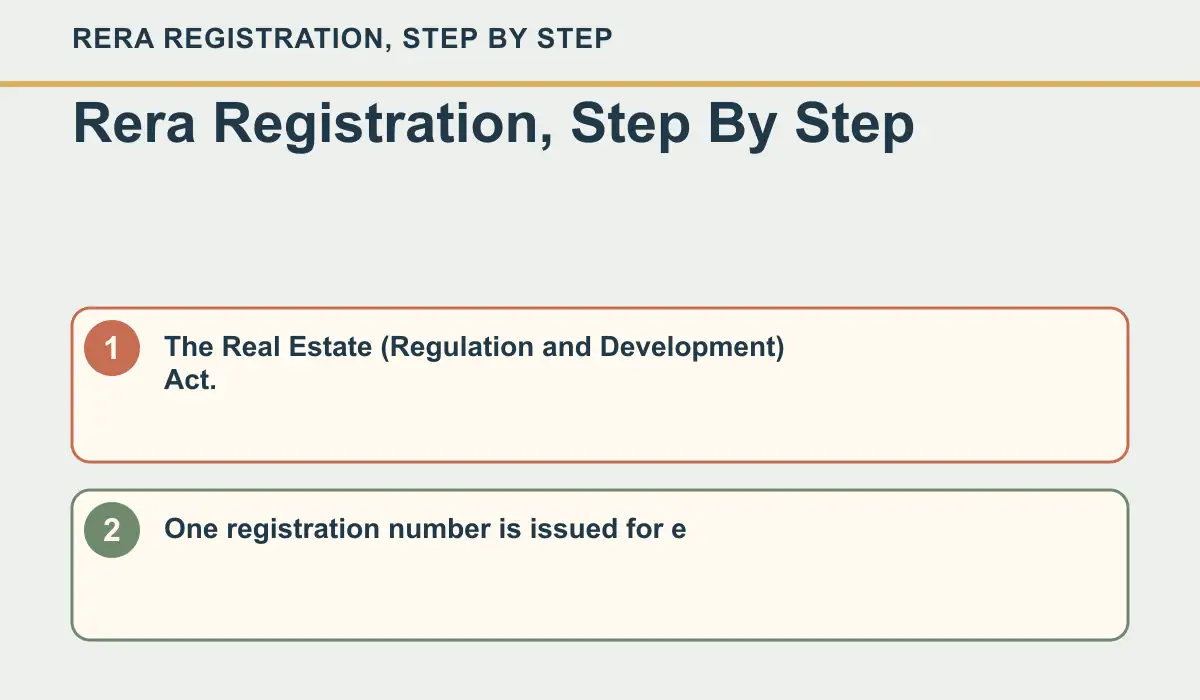 RERA REGISTRATION, STEP BY STEP
Rera Registration, Step By Step
1
The Real Estate (Regulation and Development)
Act.
2
One registration number is issued for e